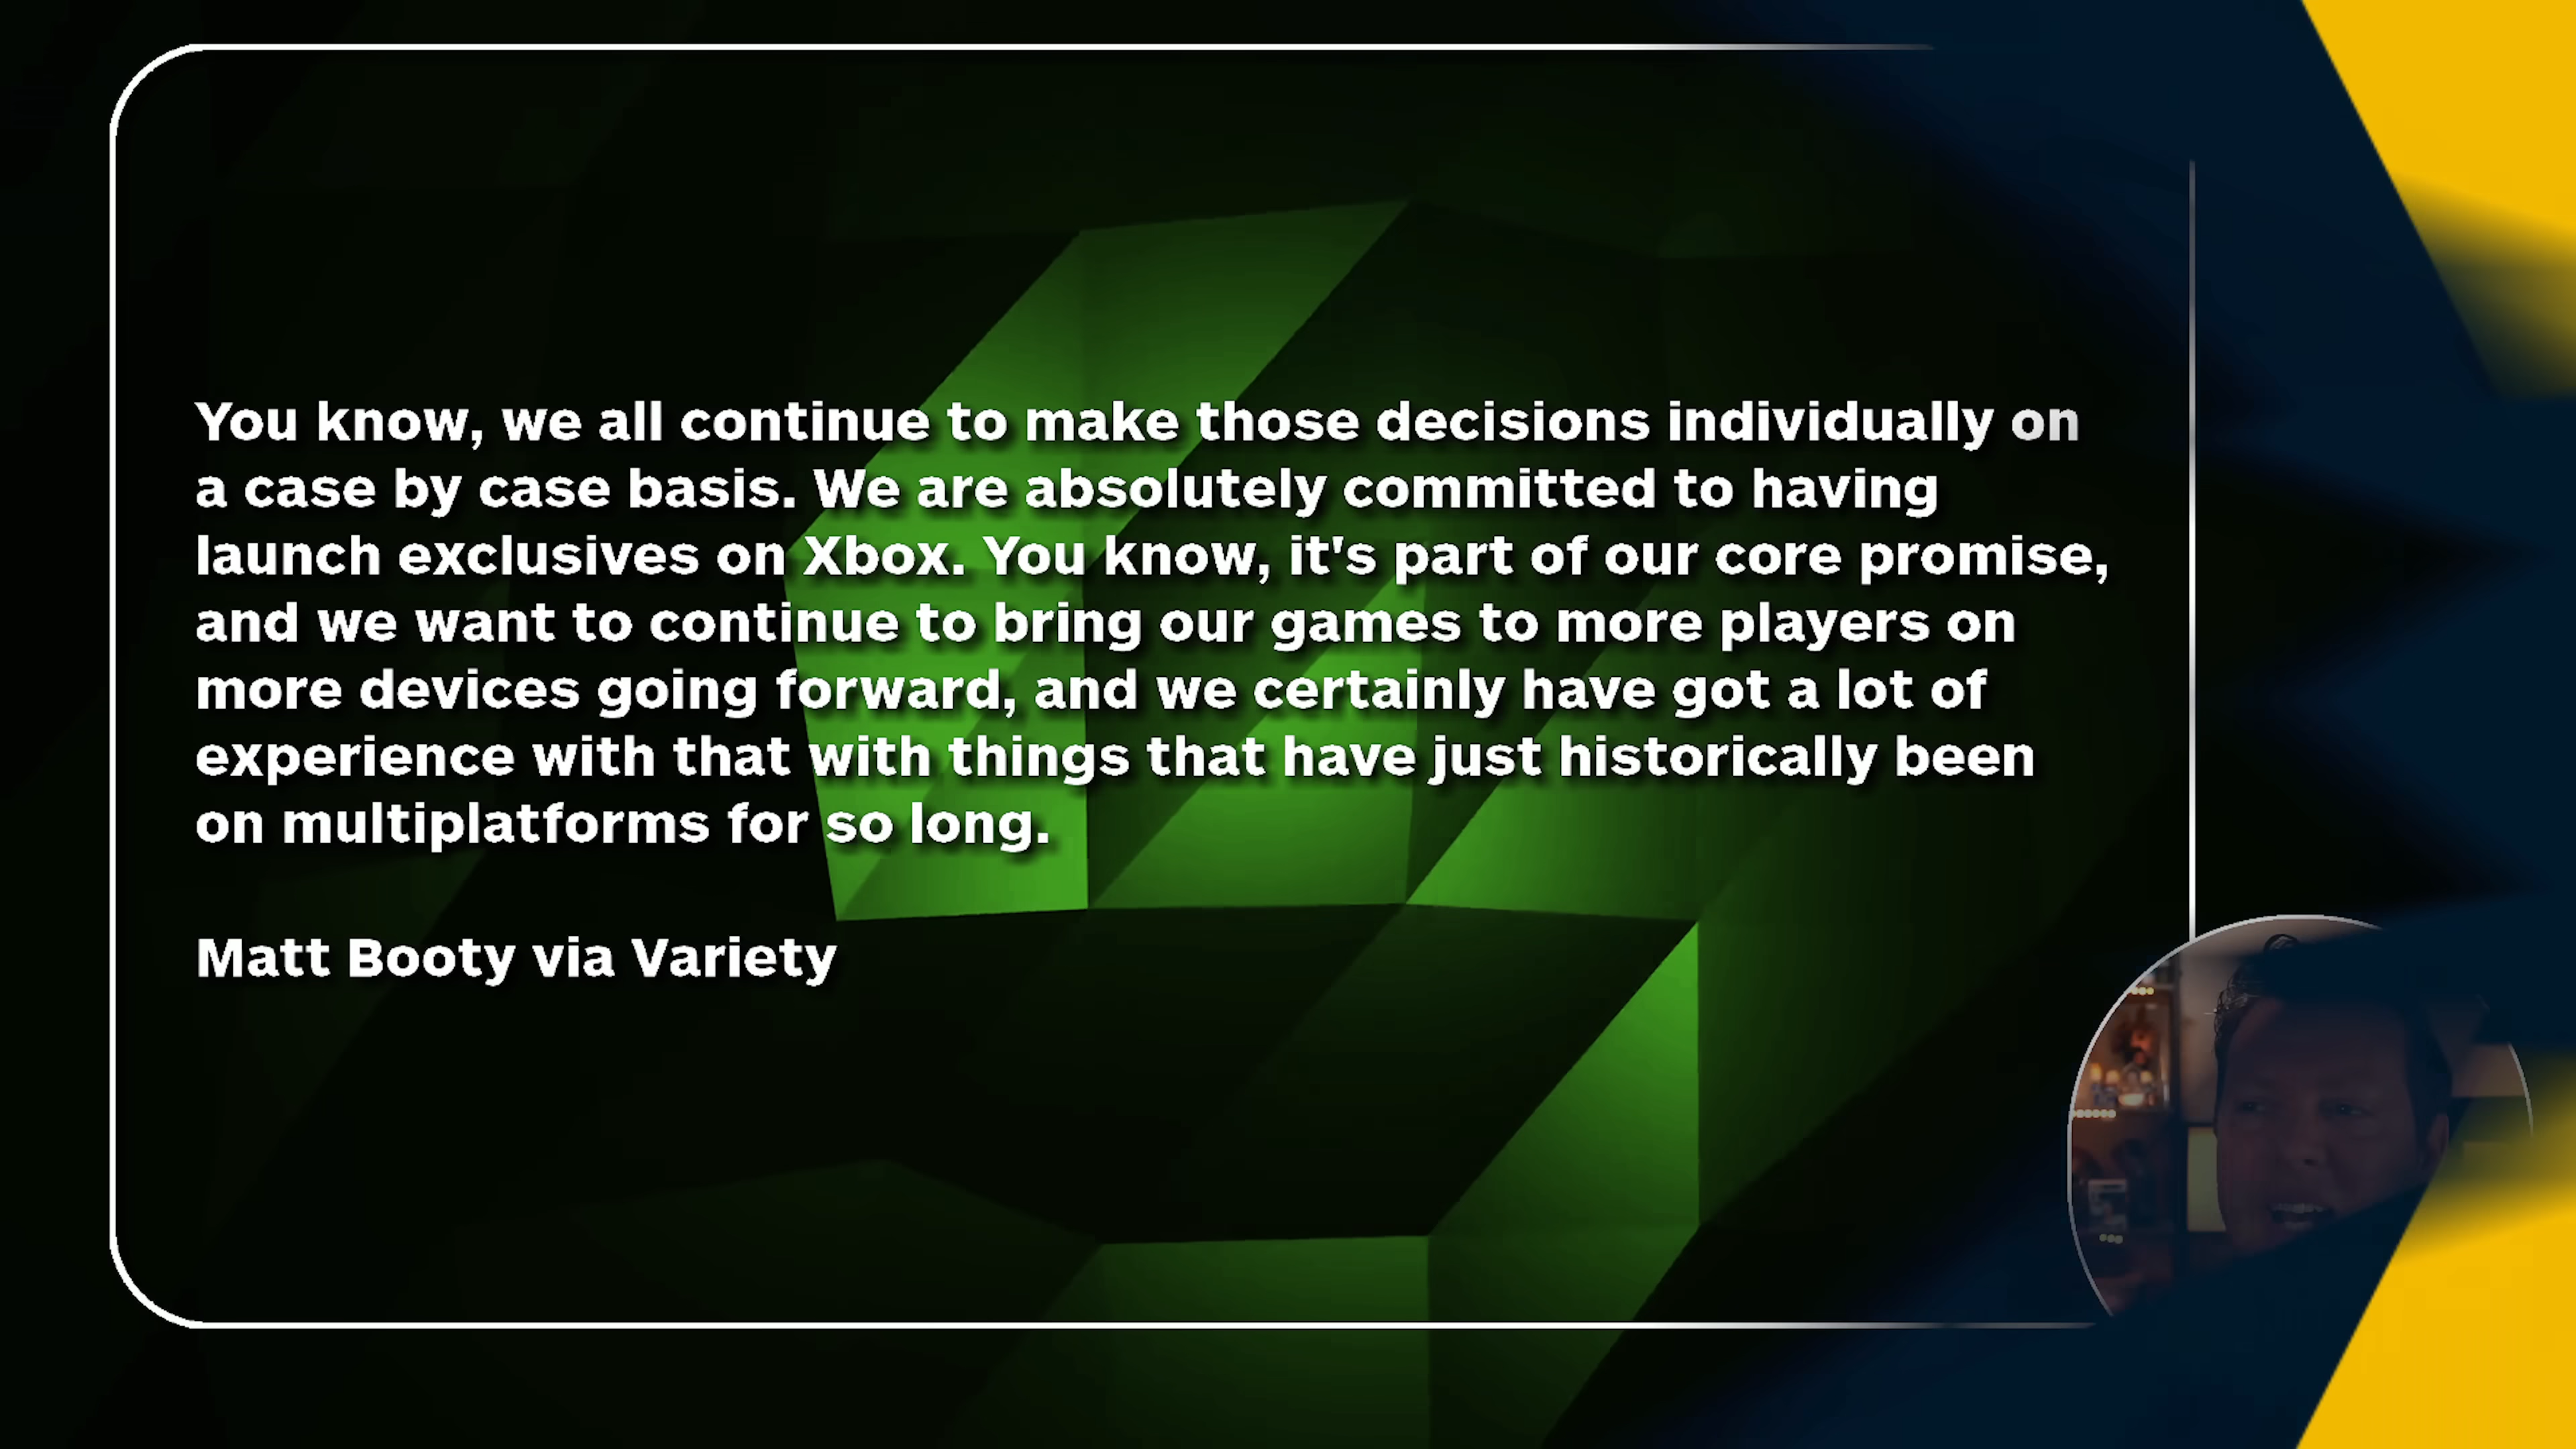 You know, we all continue to make those decisions individually on
a case by case basis. We are absolutely committed to having
launch exclusives on Xbox. You know, it's part of our core promise,
and we want to continue to bring our games to more players on
more devices going forward, and we certainly have got a lot of
experience with that with things that have just historically been
on multiplatforms for so long.
Matt Booty via Variety